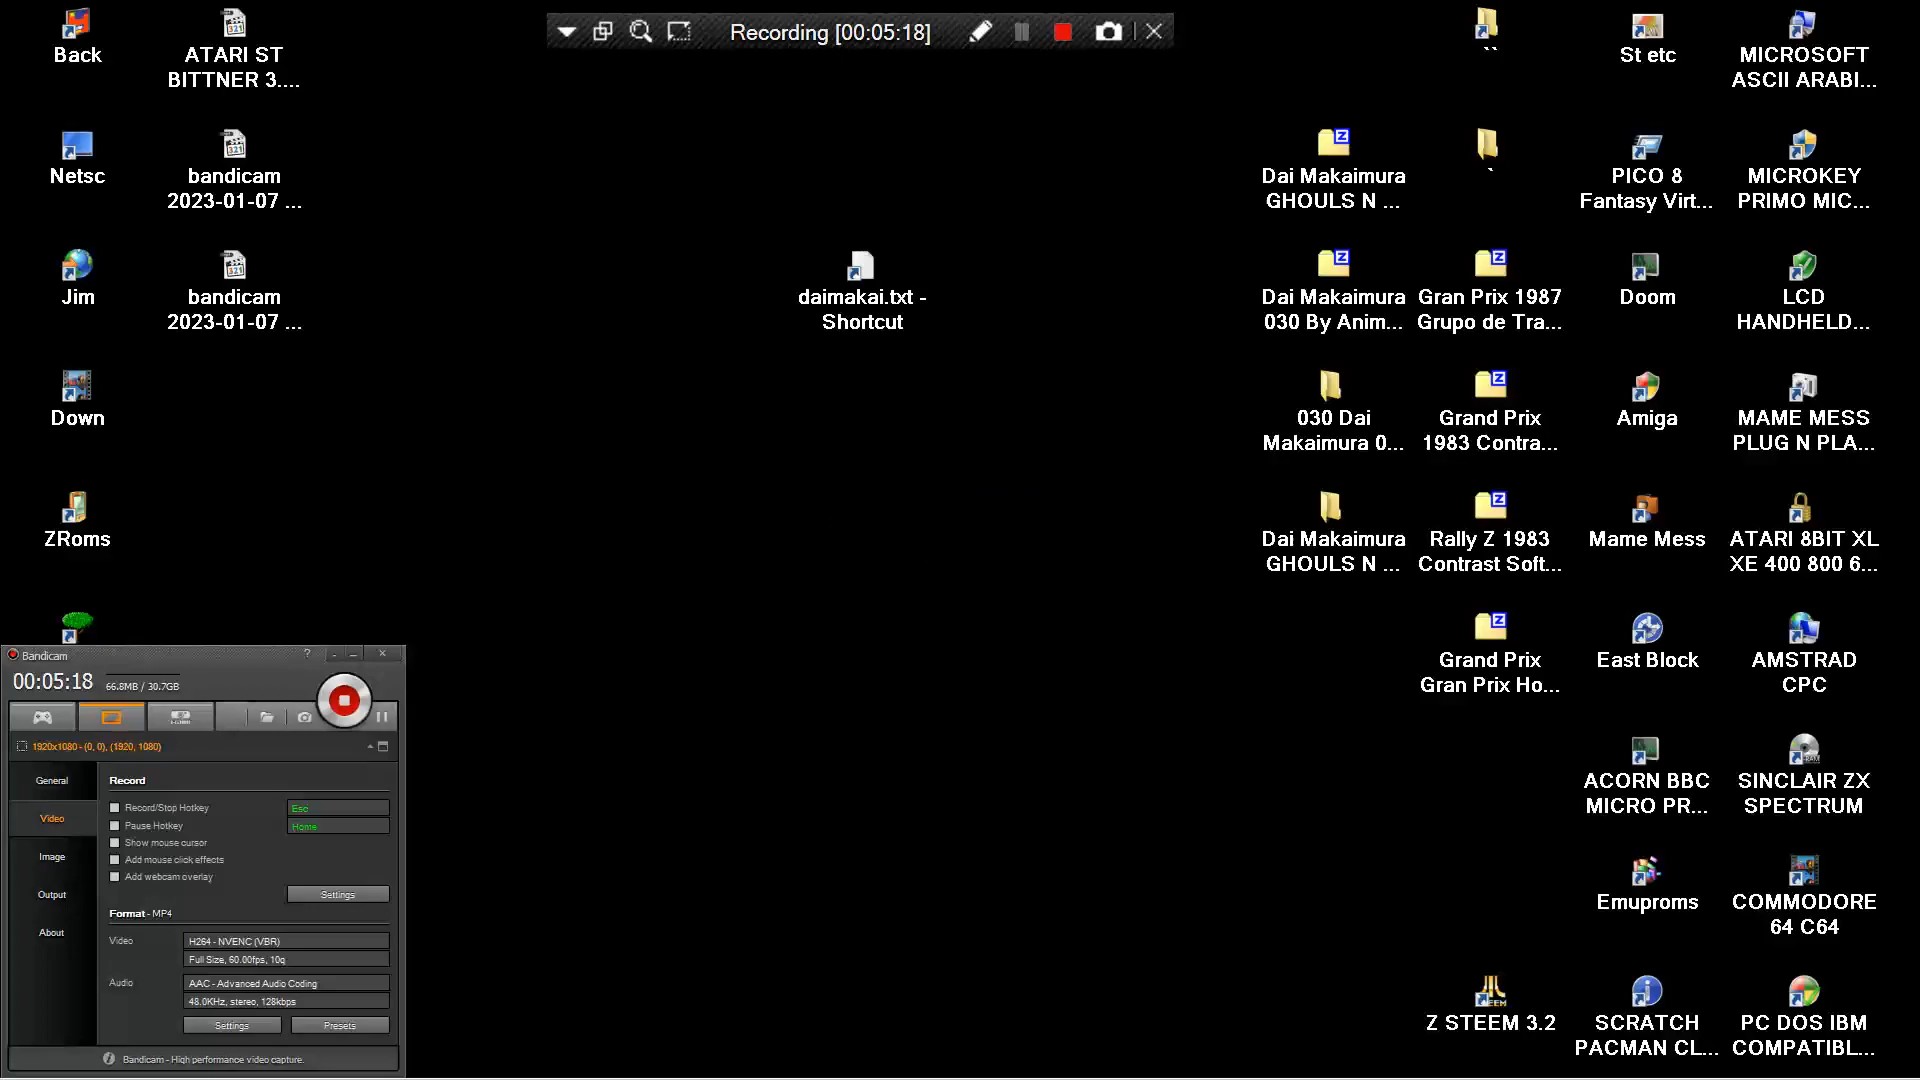 Recording [00:05:18]
Back
ATARI ST
BITTNER 3....
Netsc
bandicam
2023-01-07 ...
Jim
bandicam
2023-01-07 ...
Down
ZRoms
daimakai.txt -
Shortcut
``
St etc
MICROSOFT
ASCII ARABI...
Dai Makaimura
GHOULS N ...
`
PICO 8
Fantasy Virt...
MICROKEY
PRIMO MIC...
Dai Makaimura
030 By Anim...
Gran Prix 1987
Grupo de Tra...
Doom
LCD
HANDHELD...
030 Dai
Makaimura 0...
Grand Prix
1983 Contra...
Amiga
MAME MESS
PLUG N PLA...
Dai Makaimura
GHOULS N ...
Rally Z 1983
Contrast Soft...
Mame Mess
ATARI 8BIT XL
XE 400 800 6...
Grand Prix
Gran Prix Ho...
East Block
AMSTRAD
CPC
ACORN BBC
MICRO PR...
SINCLAIR ZX
SPECTRUM
Emuproms
COMMODORE
64 C64
Z STEEM 3.2
SCRATCH
PACMAN CL...
PC DOS IBM
COMPATIBL...
Bandicam
00:05:18
66.8MB / 30.7GB
1920x1080 - (0, 0), (1920, 1080)
General
Video
Image
Output
About
Record
Record/Stop Hotkey
Esc
Pause Hotkey
Home
Show mouse cursor
Add mouse click effects
Add webcam overlay
Settings
Format - MP4
Video
H264 - NVENC (VBR)
Full Size, 60.00fps, 10q
Audio
AAC - Advanced Audio Coding
48.0KHz, stereo, 128kbps
Settings
Presets
Bandicam - High performance video capture.